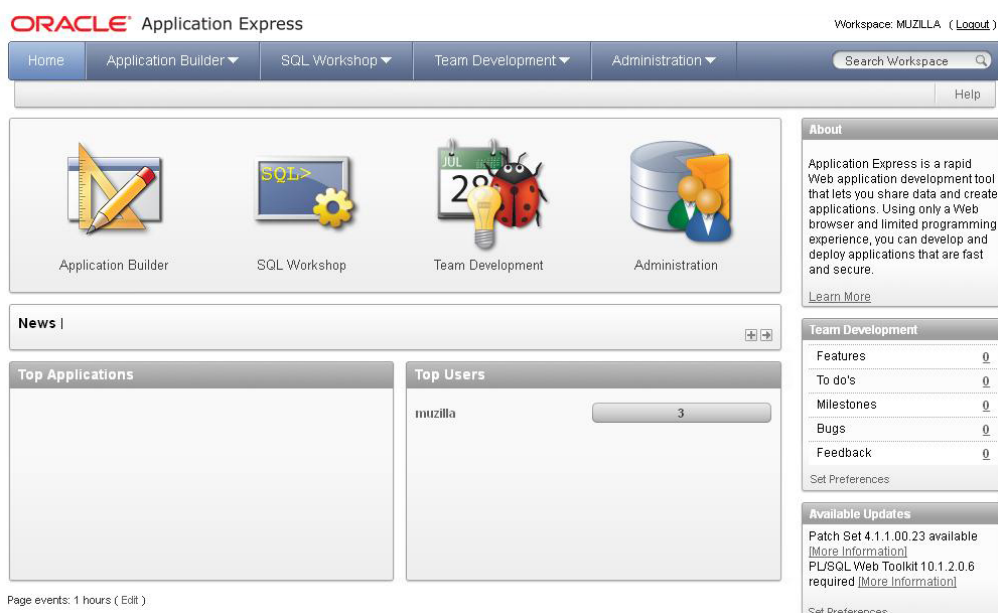 ORACLE Application Express
Workspace: MUZILLA ( Logout )
Home Application Builder SQL Workshop Team Development Administration
Search Workspace
Help
SQL>
JUL
28
Application Builder SQL Workshop Team Development Administration
News |
Top Applications
Top Users
muzilla 3
Page events: 1 hours ( Edit )
About
Application Express is a rapid
Web application development tool
that lets you share data and create
applications. Using only a Web
browser and limited programming
experience, you can develop and
deploy applications that are fast
and secure.
Learn More
Team Development
Features 0
To do's 0
Milestones 0
Bugs 0
Feedback 0
Set Preferences
Available Updates
Patch Set 4.1.1.00.23 available
[More Information]
PL/SQL Web Toolkit 10.1.2.0.6
required [More Information]
Set Preferences